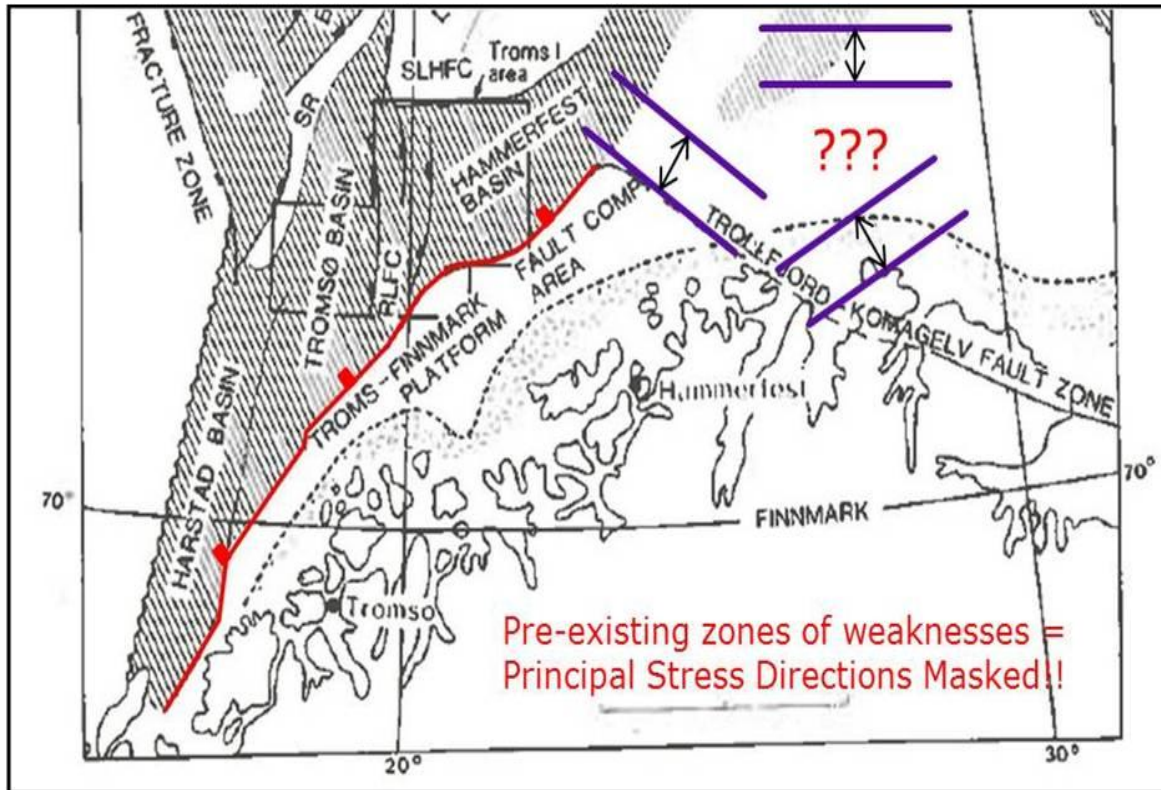 FRACTURE ZONE
SR
SLHFC
Troms I
area
HAMMERFEST
BASIN
???
TROMSØ BASIN
RLFC
FAULT COMP
AREA
TROLLFJORD - KOMAGELV FAULT ZONE
TROMS - FINNMARK
PLATFORM
HARSTAD BASIN
Hammerfest
70°
70°
FINNMARK
Tromsø
Pre-existing zones of weaknesses =
Principal Stress Directions Masked!!
20°
30°